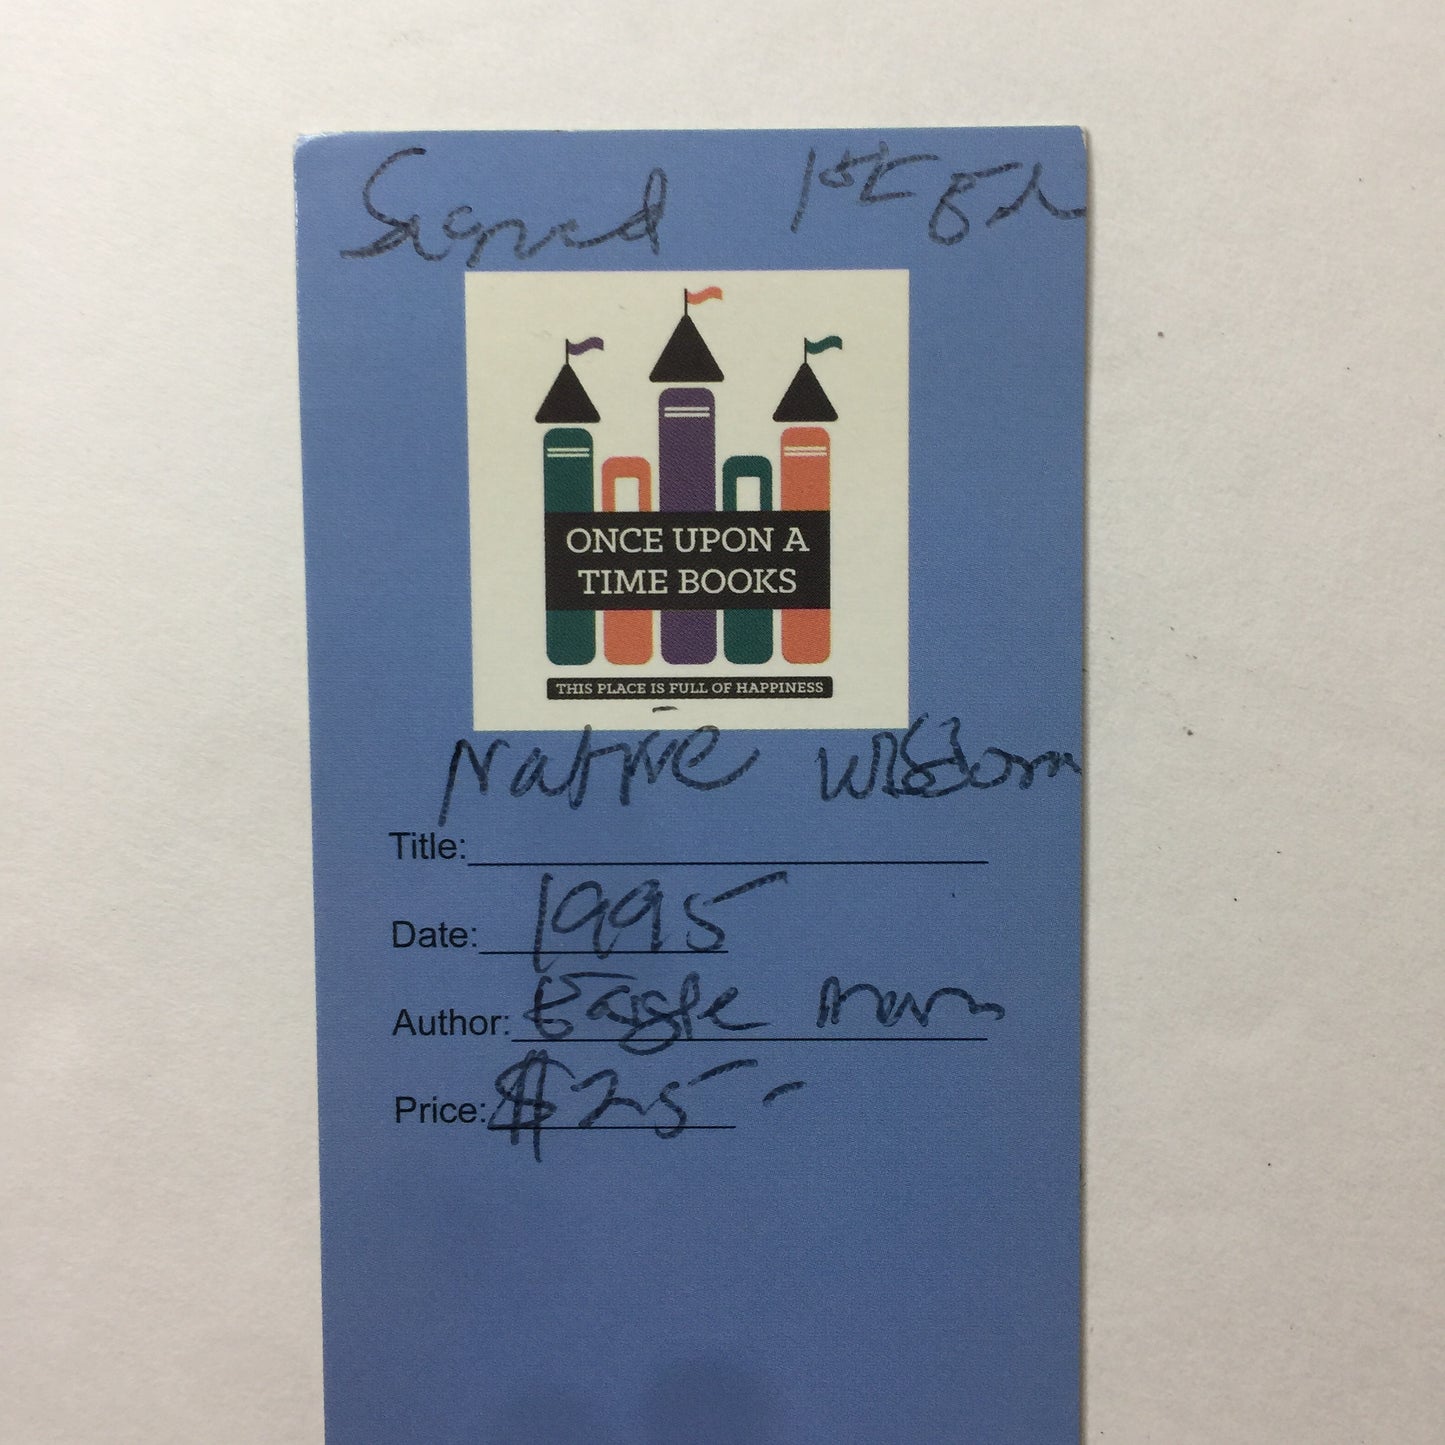 Signed 1st Ed
ONCE UPON A
TIME BOOKS
THIS PLACE IS FULL OF HAPPINESS
Native Wisdom
Title:
Date: 1995
Author: Eagle Man
Price: $25-